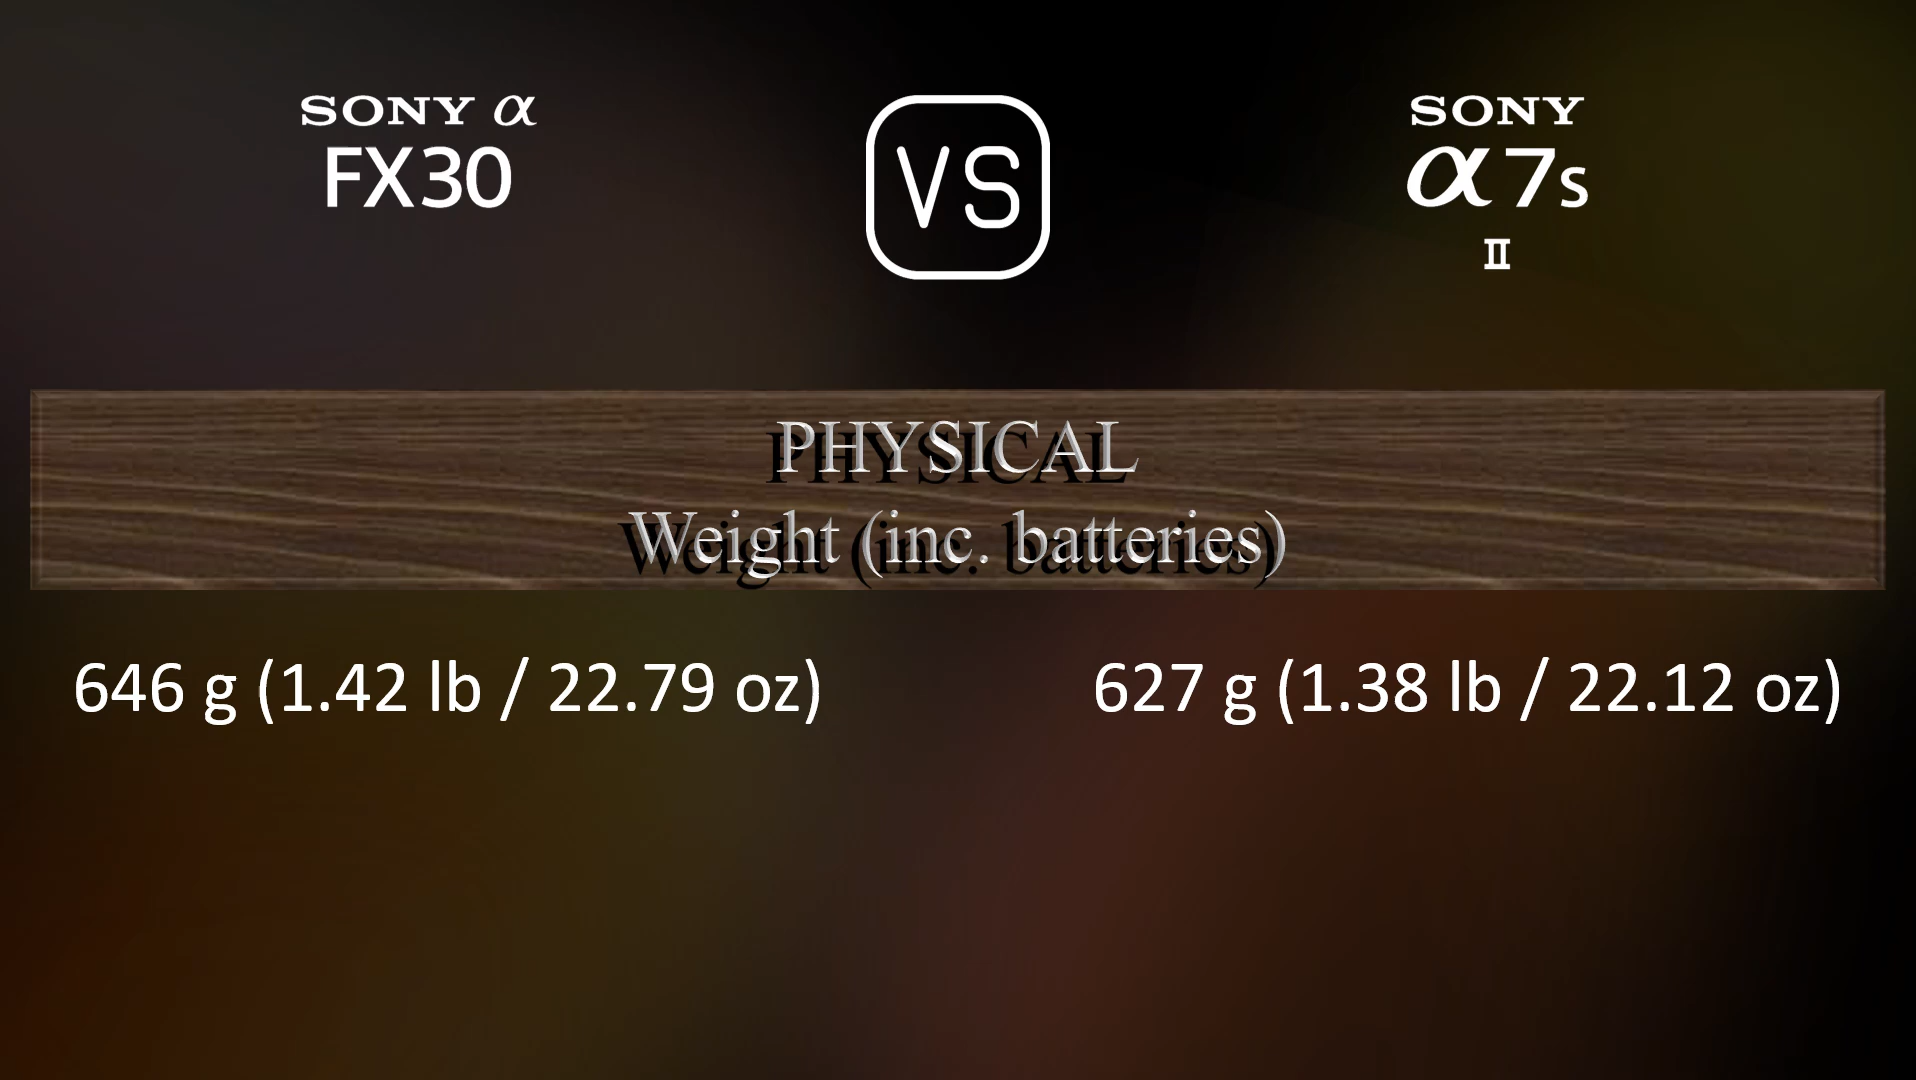 SONY α
FX30
VS
SONY
α7s
II
PHYSICAL
Weight (inc. batteries)
646 g (1.42 lb / 22.79 oz)
627 g (1.38 lb / 22.12 oz)